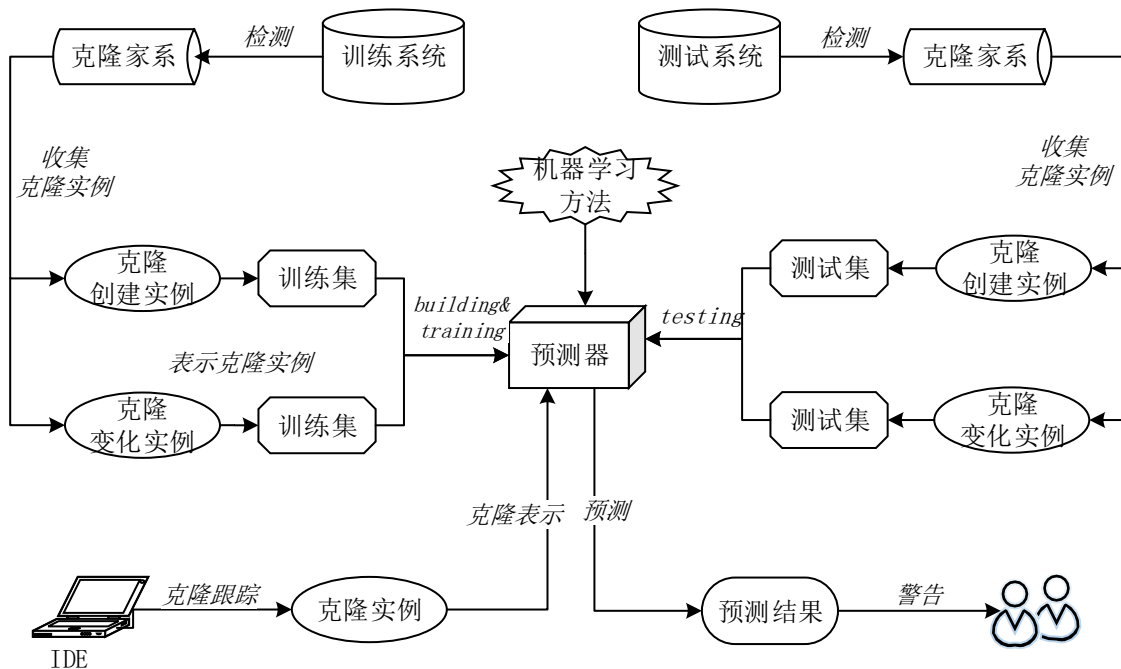 克隆家系
检测
训练系统
测试系统
检测
克隆家系
收集
克隆实例
机器学习
方法
收集
克隆实例
克隆
创建实例
训练集
building&
training
预测器
testing
测试集
克隆
创建实例
表示克隆实例
克隆
变化实例
训练集
测试集
克隆
变化实例
克隆表示
预测
克隆跟踪
克隆实例
预测结果
警告
IDE